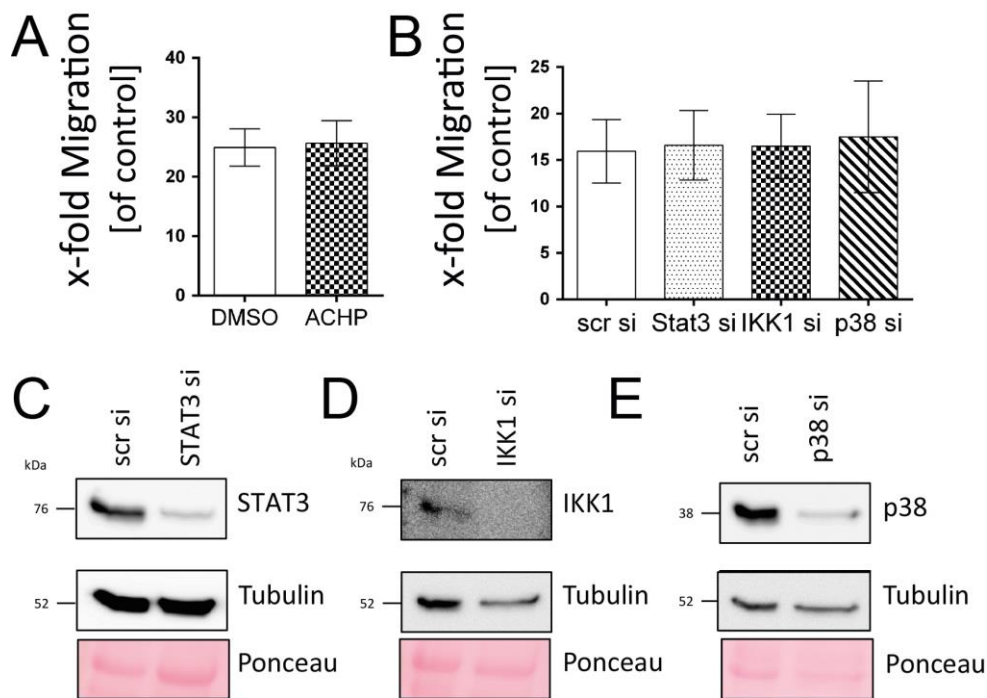 A
x-fold Migration
[of control]
40
30
20
10
0
DMSO ACHP
B
x-fold Migration
[of control]
25
20
15
10
5
0
scr si Stat3 si IKK1 si p38 si
C
scr si STAT3 si
kDa
76 STAT3
52 Tubulin
Ponceau
D
scr si IKK1 si
kDa
76 IKK1
52 Tubulin
Ponceau
E
scr si p38 si
kDa
38 p38
52 Tubulin
Ponceau